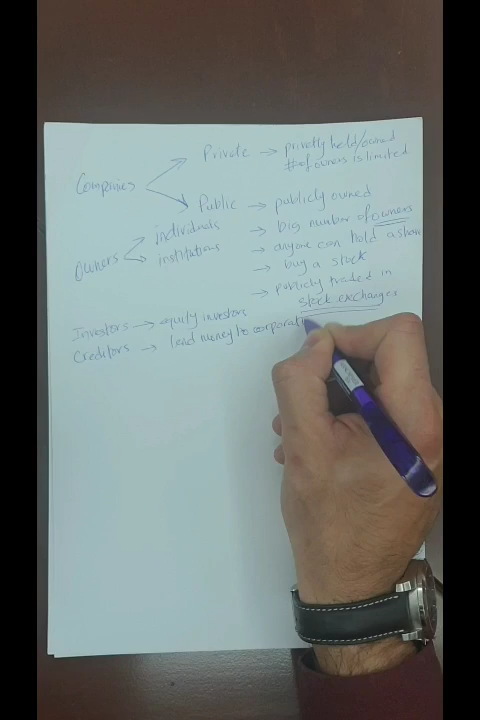 Private → privetly held/owned
# of owners is limited
Companies
Public → publicly owned
individuals → big number of owners
Owners institutions → anyone can hold a share
→ buy a stock
→ publicly traded in
stock exchanges
Investors → equity investors
Creditors → lend money to corporati